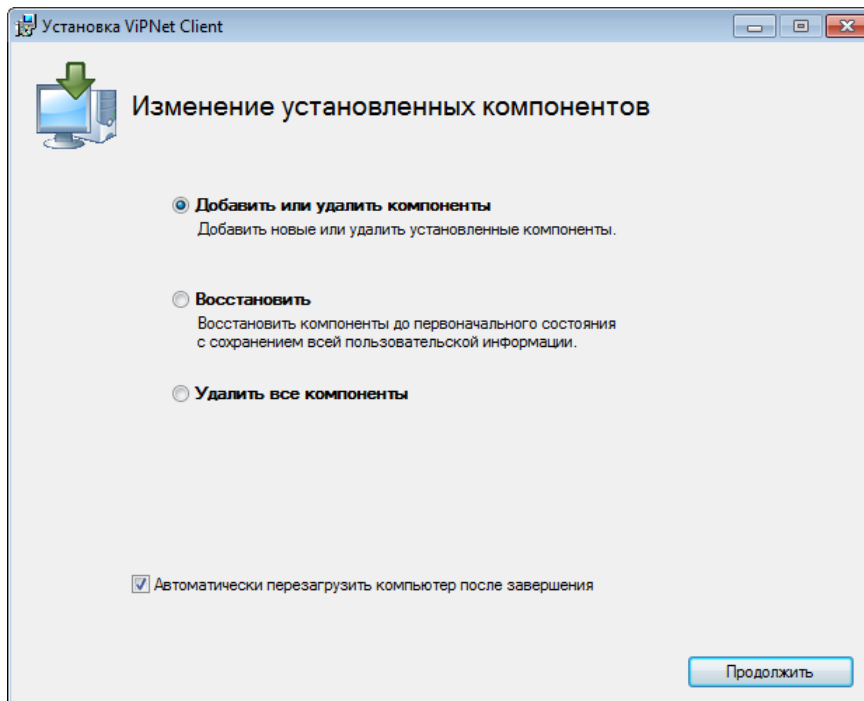 Установка ViPNet Client
Изменение установленных компонентов
Добавить или удалить компоненты
Добавить новые или удалить установленные компоненты.
Восстановить
Восстановить компоненты до первоначального состояния
с сохранением всей пользовательской информации.
Удалить все компоненты
Автоматически перезагрузить компьютер после завершения
Продолжить